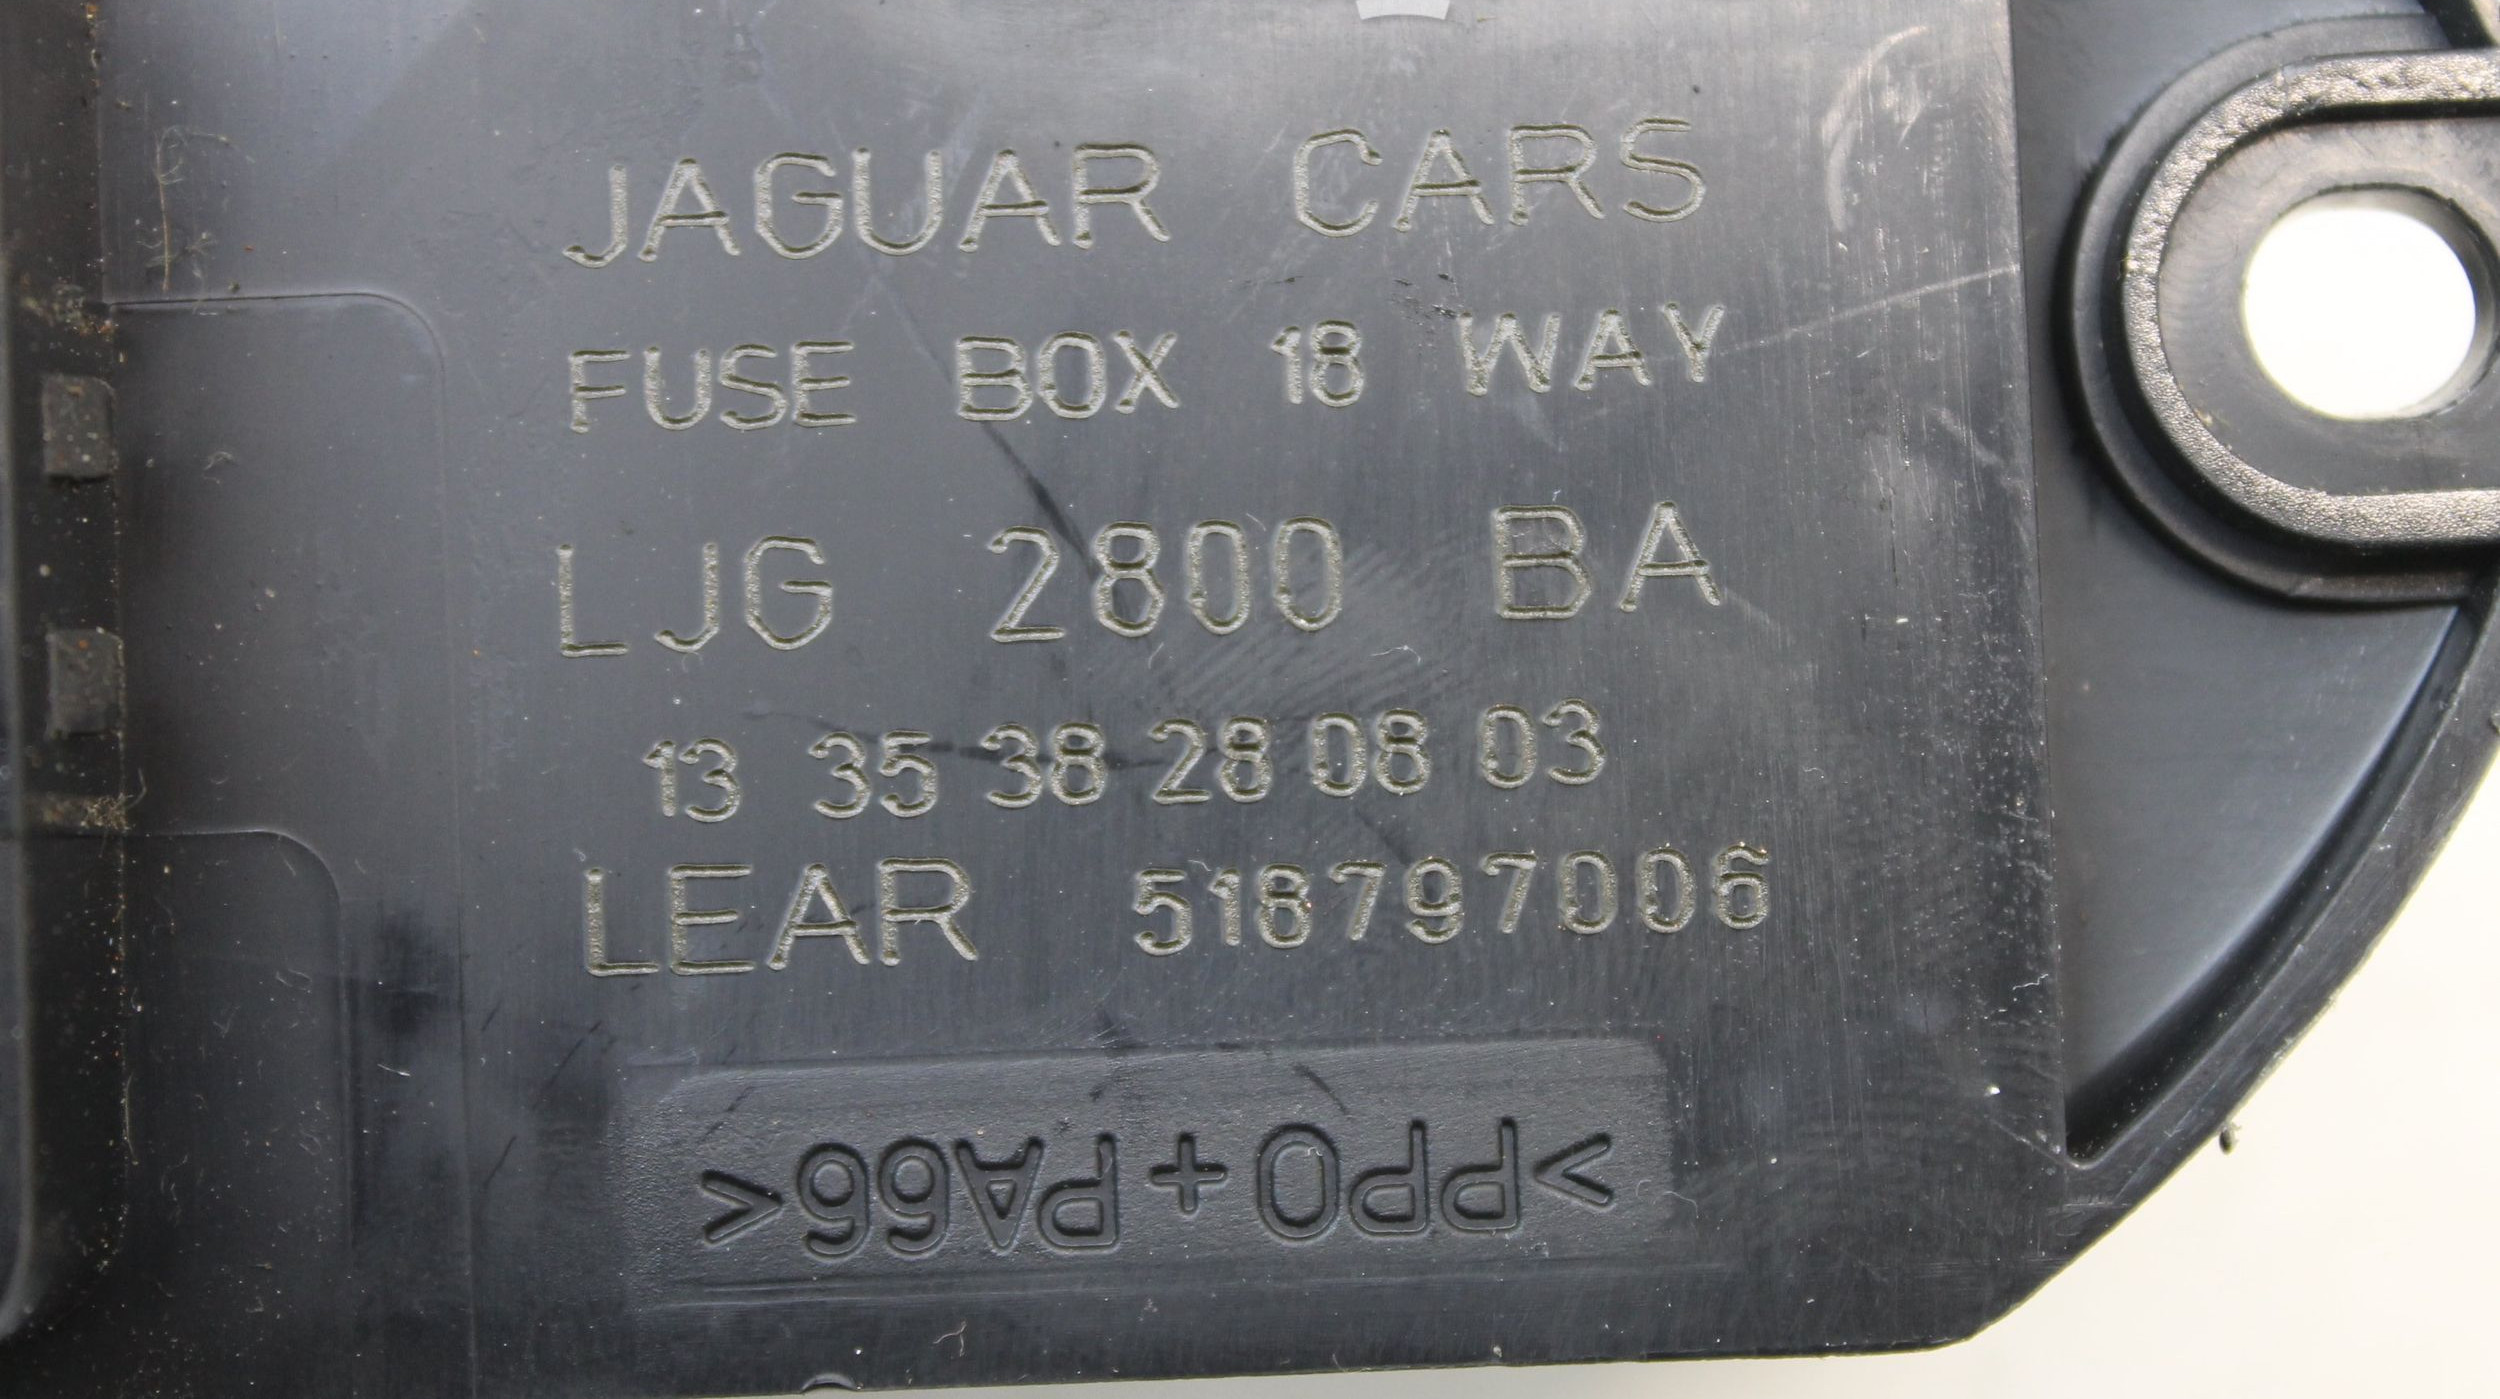 JAGUAR CARS
FUSE BOX 18 WAY
LJG 2800 BA
13 35 38 28 08 03
LEAR 518797006
>PPO+PA66<